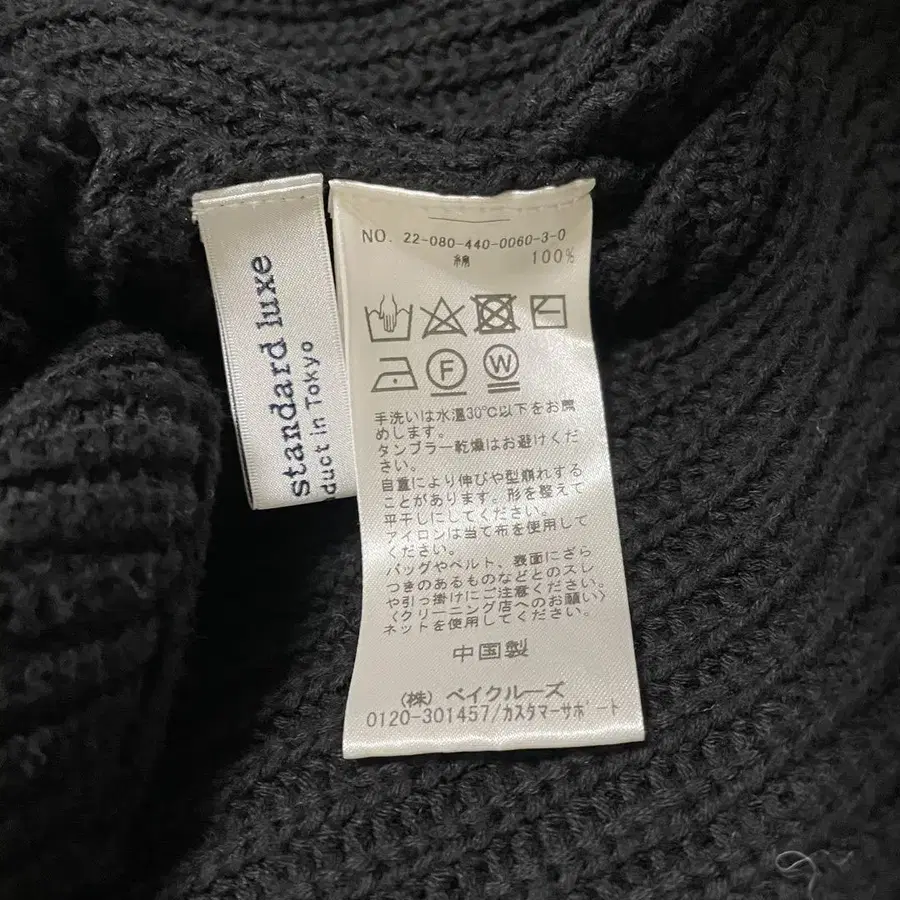 standard luxe
duct in Tokyo
NO. 22-080-440-0060-3-0
綿 100%
F
W
手洗いは水温30℃以下をお薦
めします。
タンブラー乾燥はお避けくだ
さい。
自重により伸びや型崩れする
ことがあります。形を整えて
平干しにしてください。
アイロンは当て布を使用して
ください。
バッグやベルト、表面にざら
つきのあるものなどとのスレ
や引っ掛けにご注意ください。
〈クリーニング店へのお願い〉
ネットを使用してください。
中国製
(株) ベイクルーズ
0120-301457/カスタマーサポート